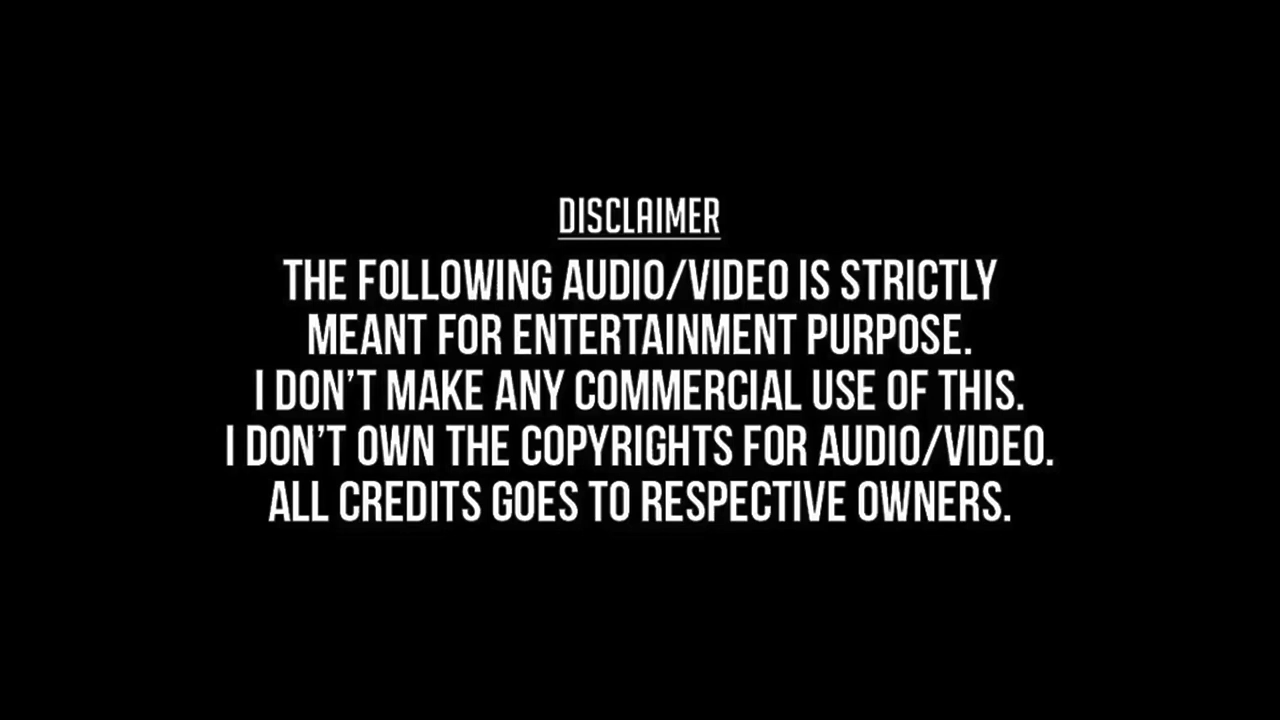 DISCLAIMER
THE FOLLOWING AUDIO/VIDEO IS STRICTLY
MEANT FOR ENTERTAINMENT PURPOSE.
I DON’T MAKE ANY COMMERCIAL USE OF THIS.
I DON’T OWN THE COPYRIGHTS FOR AUDIO/VIDEO.
ALL CREDITS GOES TO RESPECTIVE OWNERS.